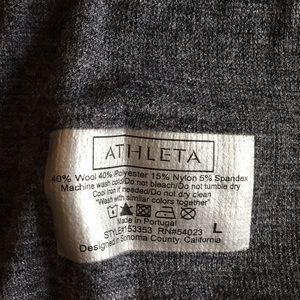 ATHLETA
40% Wool 40% Polyester 15% Nylon 5% Spandex
Machine wash cold/Do not bleach/Do not tumble dry
Cool iron if needed/Do not dry clean
"Wash with similar colors together"
Made in Portugal
STYLE#153353 RN#54023 L
Designed in Sonoma County, California